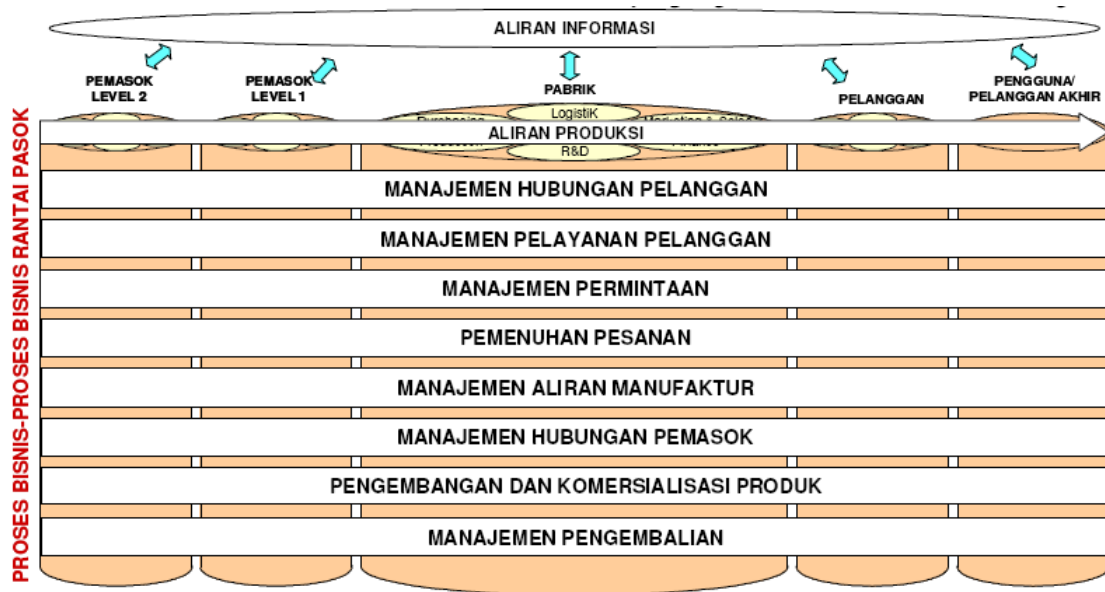 ALIRAN INFORMASI
PEMASOK
LEVEL 2
PEMASOK
LEVEL 1
PABRIK
PELANGGAN
PENGGUNA/
PELANGGAN AKHIR
LogistiK
ALIRAN PRODUKSI
R&D
PROSES BISNIS-PROSES BISNIS RANTAI PASOK
MANAJEMEN HUBUNGAN PELANGGAN
MANAJEMEN PELAYANAN PELANGGAN
MANAJEMEN PERMINTAAN
PEMENUHAN PESANAN
MANAJEMEN ALIRAN MANUFAKTUR
MANAJEMEN HUBUNGAN PEMASOK
PENGEMBANGAN DAN KOMERSIALISASI PRODUK
MANAJEMEN PENGEMBALIAN